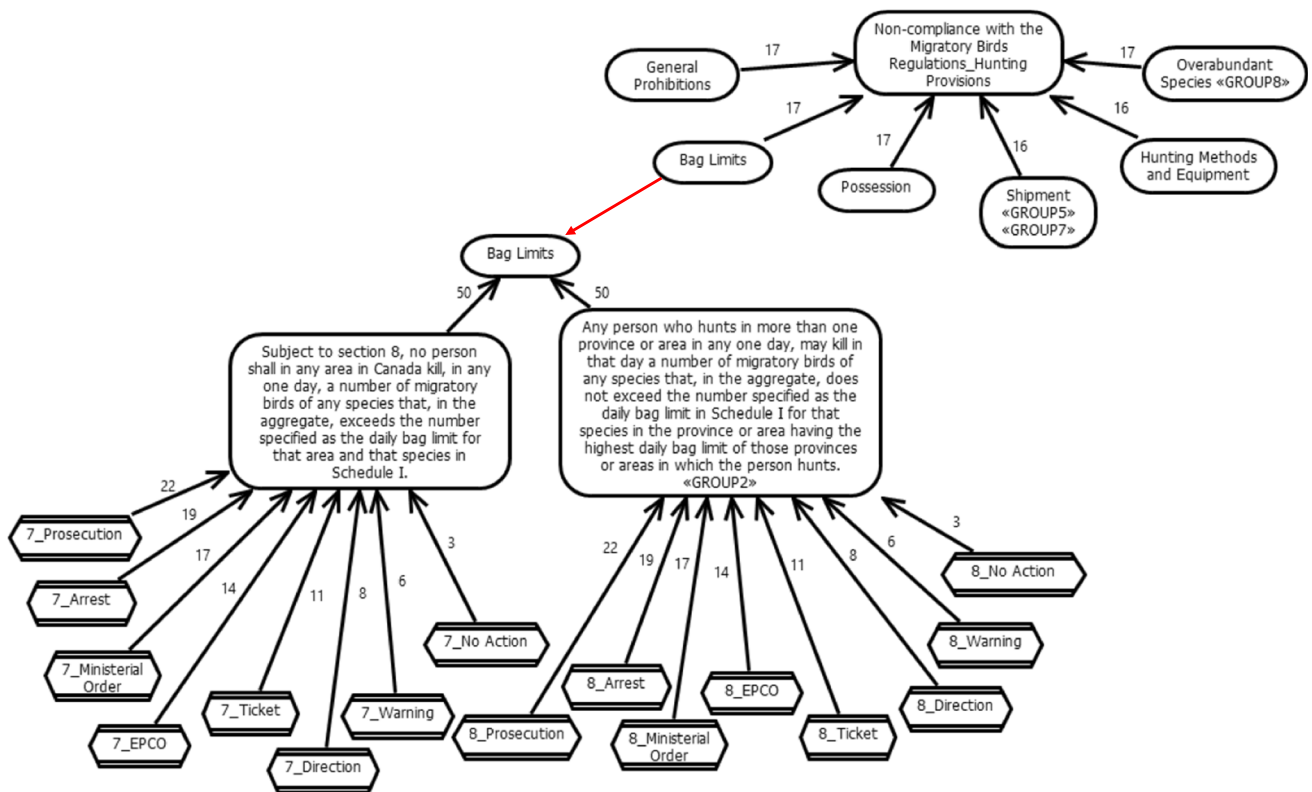 Non-compliance with the
Migratory Birds
Regulations_Hunting
Provisions
17
General
Prohibitions
17
Overabundant
Species «GROUP8»
17
Bag Limits
17
Possession
16
Shipment
«GROUP5»
«GROUP7»
16
Hunting Methods
and Equipment
Bag Limits
50
50
Subject to section 8, no person
shall in any area in Canada kill, in any
one day, a number of migratory
birds of any species that, in the
aggregate, exceeds the number
specified as the daily bag limit for
that area and that species in
Schedule I.
Any person who hunts in more than one
province or area in any one day, may kill in
that day a number of migratory birds of
any species that, in the aggregate, does
not exceed the number specified as the
daily bag limit in Schedule I for that
species in the province or area having the
highest daily bag limit of those provinces
or areas in which the person hunts.
«GROUP2»
22
19
17
14
11
8
6
3
7_Prosecution
7_Arrest
7_Ministerial
Order
7_EPCO
7_Ticket
7_Direction
7_Warning
7_No Action
22
19
17
14
11
8
6
3
8_Prosecution
8_Arrest
8_Ministerial
Order
8_EPCO
8_Ticket
8_Direction
8_Warning
8_No Action